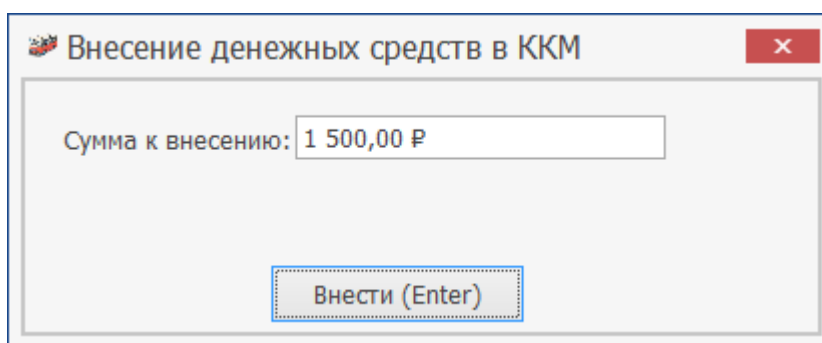 Внесение денежных средств в ККМ
Сумма к внесению: 1 500,00 ₽
Внести (Enter)